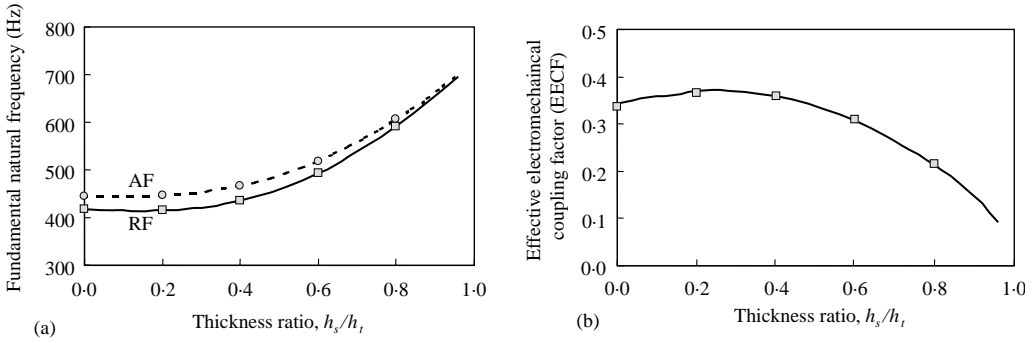 Fundamental natural frequency (Hz)
800
700
600
500
400
300
AF
RF
0·0
0·2
0·4
0·6
0·8
1·0
Thickness ratio, hs/ht
(a)
Effective electromechaincal
coupling factor (EECF)
0·5
0·4
0·3
0·2
0·1
0·0
0·0
0·2
0·4
0·6
0·8
1·0
Thickness ratio, hs/ht
(b)